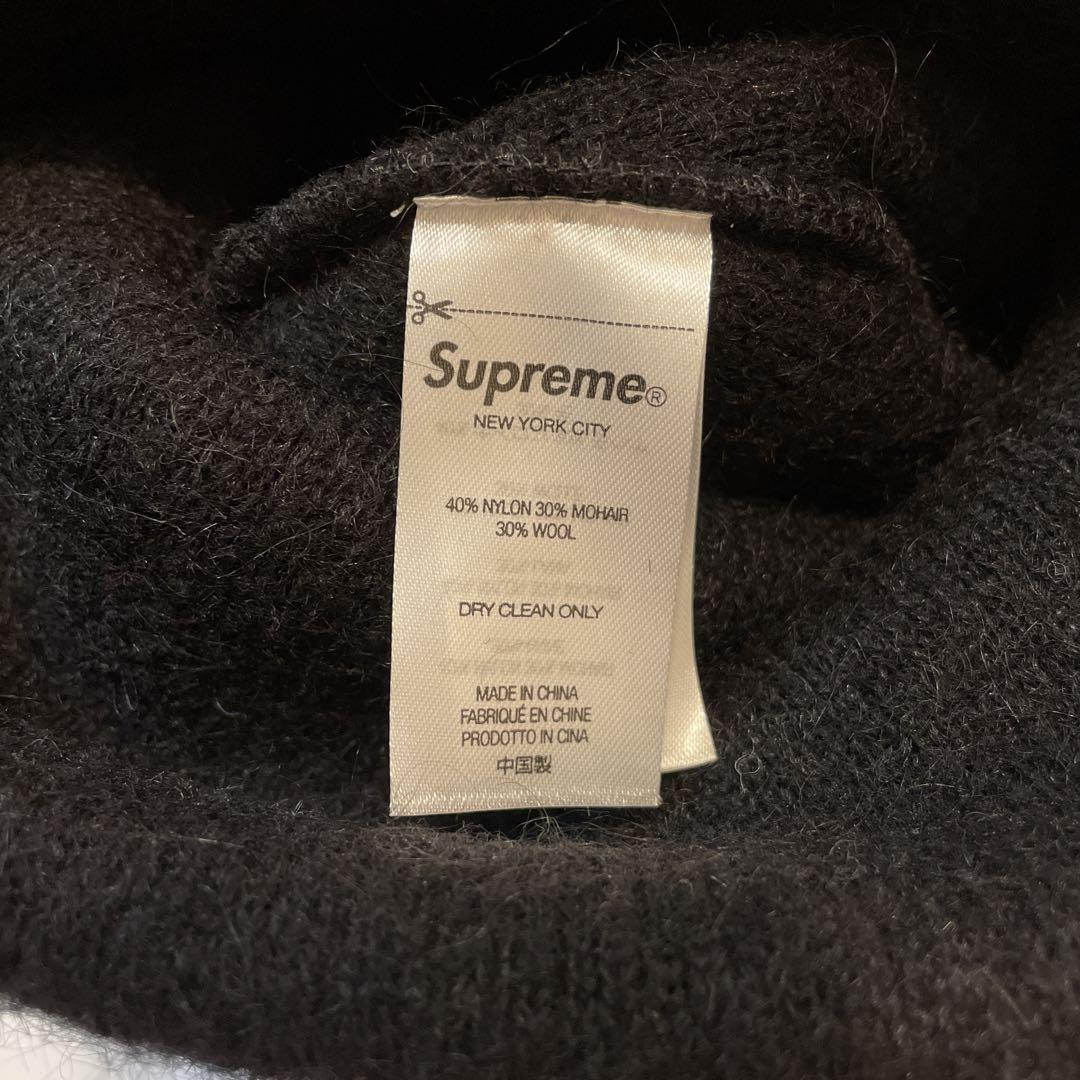 Supreme®
NEW YORK CITY
40% NYLON 30% MOHAIR
30% WOOL
DRY CLEAN ONLY
MADE IN CHINA
FABRIQUÉ EN CHINE
PRODOTTO IN CINA
中国製